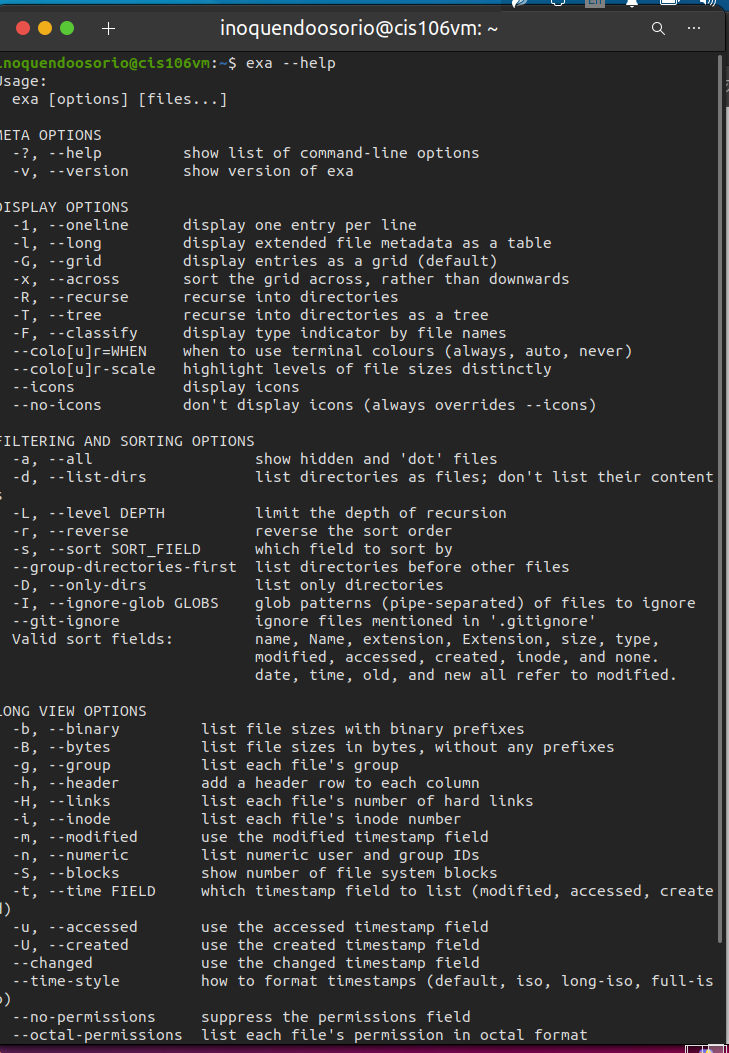 En
inoquendoosorio@cis106vm: ~
inoquendoosorio@cis106vm:~$ exa --help
Usage:
exa [options] [files...]
META OPTIONS
-?, --help show list of command-line options
-v, --version show version of exa
DISPLAY OPTIONS
-1, --oneline display one entry per line
-l, --long display extended file metadata as a table
-G, --grid display entries as a grid (default)
-x, --across sort the grid across, rather than downwards
-R, --recurse recurse into directories
-T, --tree recurse into directories as a tree
-F, --classify display type indicator by file names
--colo[u]r=WHEN when to use terminal colours (always, auto, never)
--colo[u]r-scale highlight levels of file sizes distinctly
--icons display icons
--no-icons don't display icons (always overrides --icons)
FILTERING AND SORTING OPTIONS
-a, --all show hidden and 'dot' files
-d, --list-dirs list directories as files; don't list their content
s
-L, --level DEPTH limit the depth of recursion
-r, --reverse reverse the sort order
-s, --sort SORT_FIELD which field to sort by
--group-directories-first list directories before other files
-D, --only-dirs list only directories
-I, --ignore-glob GLOBS glob patterns (pipe-separated) of files to ignore
--git-ignore ignore files mentioned in '.gitignore'
Valid sort fields: name, Name, extension, Extension, size, type,
modified, accessed, created, inode, and none.
date, time, old, and new all refer to modified.
LONG VIEW OPTIONS
-b, --binary list file sizes with binary prefixes
-B, --bytes list file sizes in bytes, without any prefixes
-g, --group list each file's group
-h, --header add a header row to each column
-H, --links list each file's number of hard links
-i, --inode list each file's inode number
-m, --modified use the modified timestamp field
-n, --numeric list numeric user and group IDs
-S, --blocks show number of file system blocks
-t, --time FIELD which timestamp field to list (modified, accessed, create
d)
-u, --accessed use the accessed timestamp field
-U, --created use the created timestamp field
--changed use the changed timestamp field
--time-style how to format timestamps (default, iso, long-iso, full-is
o)
--no-permissions suppress the permissions field
--octal-permissions list each file's permission in octal format